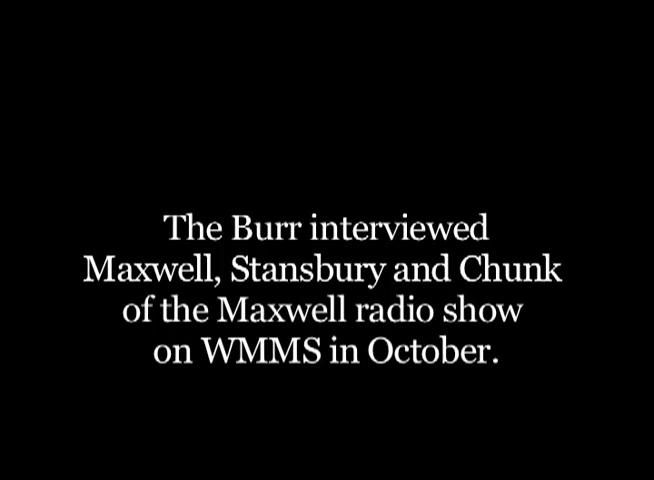 The Burr interviewed
Maxwell, Stansbury and Chunk
of the Maxwell radio show
on WMMS in October.